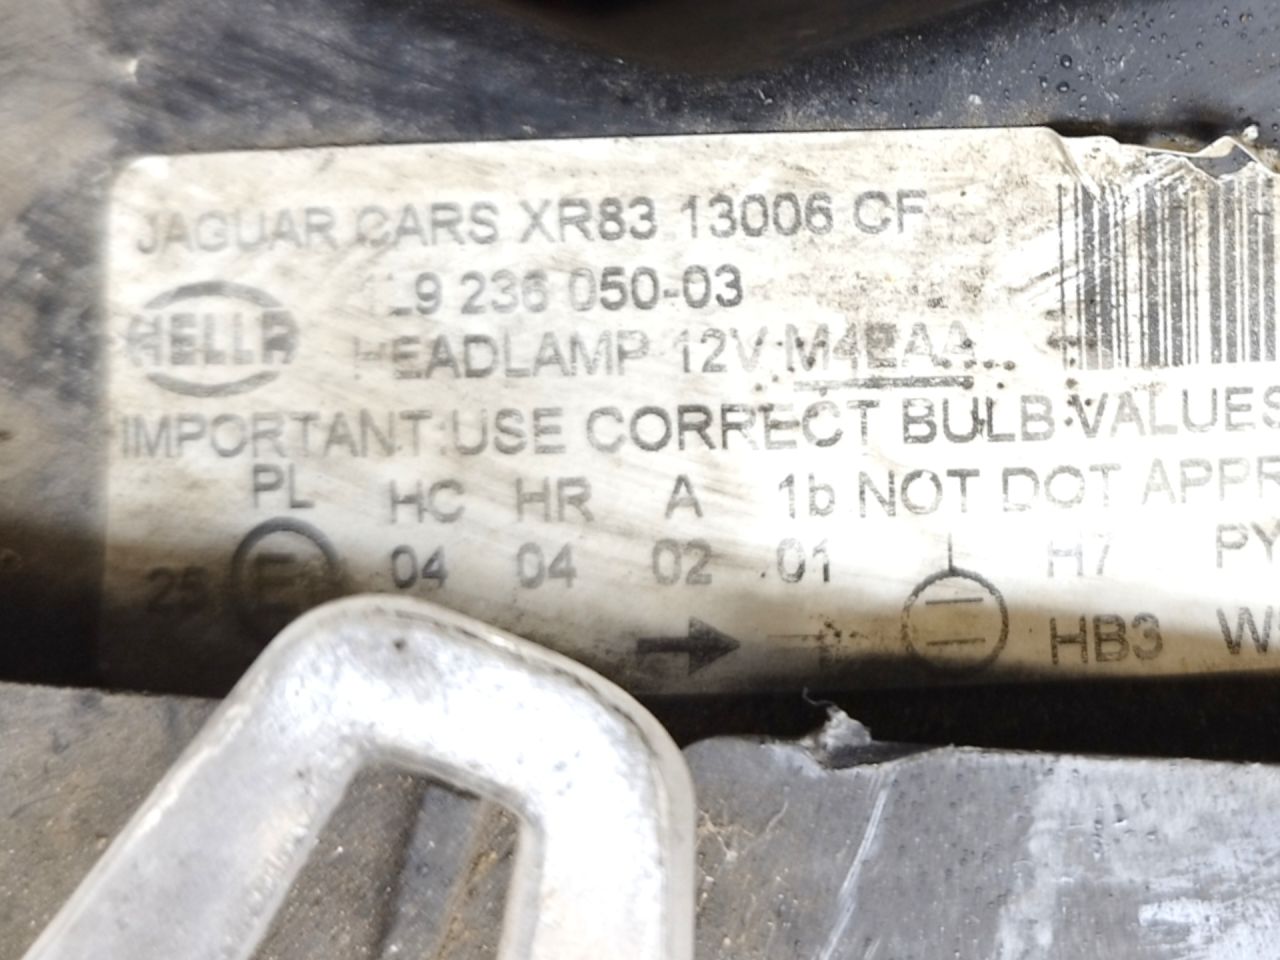 JAGUAR CARS XR83 13006 CF
1L9 236 050-03
HELLA
HEADLAMP 12V M4EAA
IMPORTANT:USE CORRECT BULB VALUES
PL HC HR A 1b NOT DOT APPR
25 E 04 04 02 01 H7 PY
HB3 W